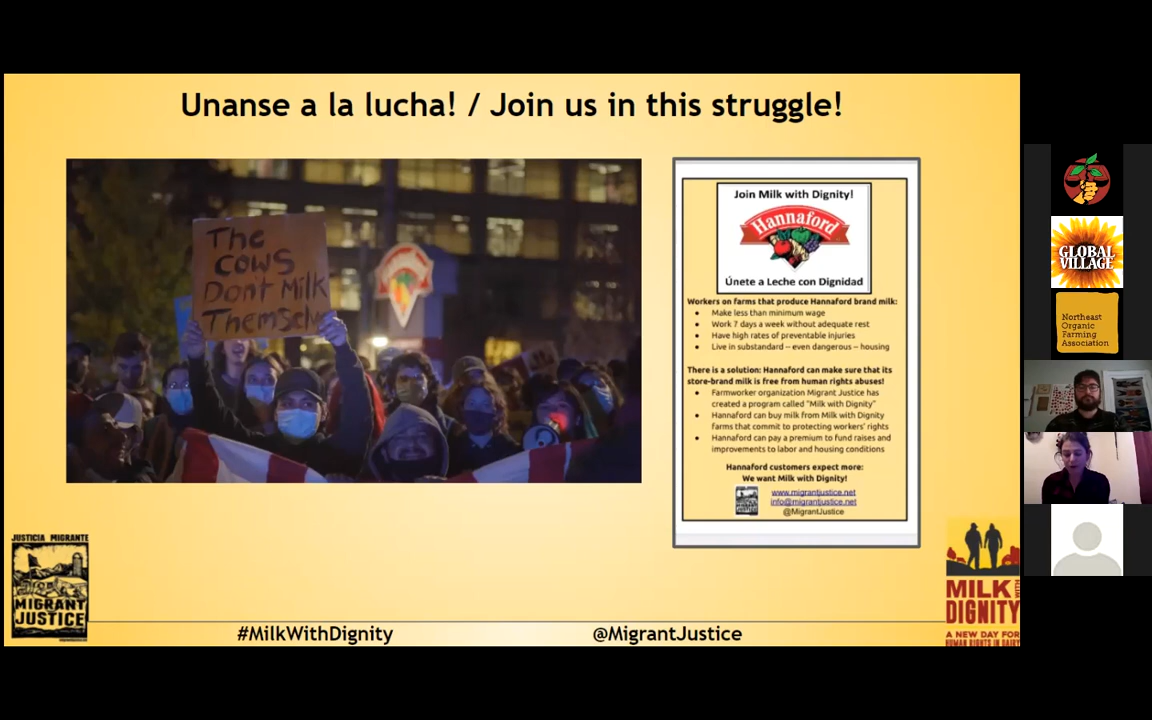 Unanse a la lucha! / Join us in this struggle!
The
Cows
Don't Milk
Themselv
Join Milk with Dignity!
Hannaford
Únete a Leche con Dignidad
Workers on farms that produce Hannaford brand milk:
• Make less than minimum wage
• Work 7 days a week without adequate rest
• Have high rates of preventable injuries
• Live in substandard – even dangerous – housing
There is a solution: Hannaford can make sure that its
store-brand milk is free from human rights abuses!
• Farmworker organization Migrant Justice has
created a program called "Milk with Dignity"
• Hannaford can buy milk from Milk with Dignity
farms that commit to protecting workers' rights
• Hannaford can pay a premium to fund raises and
improvements to labor and housing conditions
Hannaford customers expect more:
We want Milk with Dignity!
www.migrantjustice.net
info@migrantjustice.net
@MigrantJustice
JUSTICIA MIGRANTE
MIGRANT
JUSTICE
#MilkWithDignity
@MigrantJustice
MILK WITH
DIGNITY
A NEW DAY FOR
HUMAN RIGHTS IN DAIRY
GLOBAL
VILLAGE
Northeast
Organic
Farming
Association